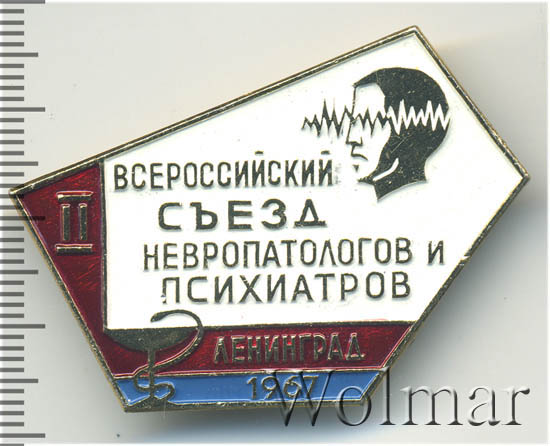 II
ВСЕРОССИЙСКИЙ
СЪЕЗД
НЕВРОПАТОЛОГОВ И
ПСИХИАТРОВ
ЛЕНИНГРАД
1967
Wolmar